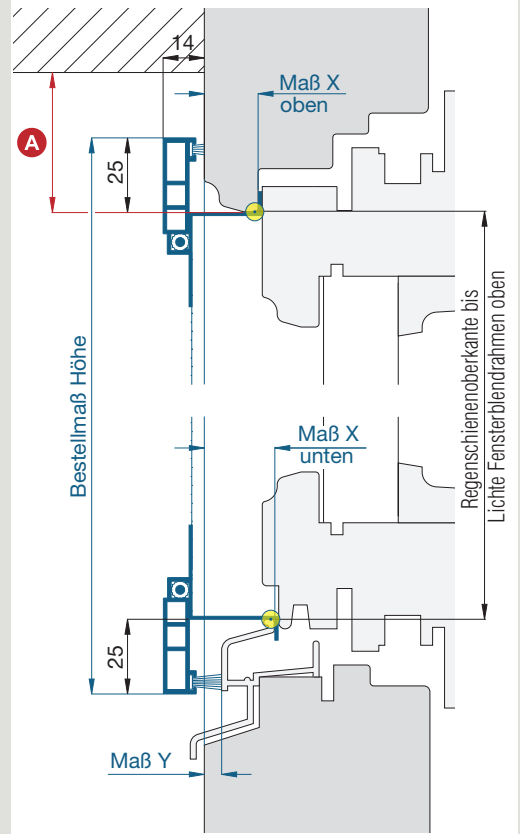 14
Maß X
oben
A
25
Bestellmaß Höhe
Regenschienenoberkante bis
Lichte Fensterblendrahmen oben
Maß X
unten
25
Maß Y